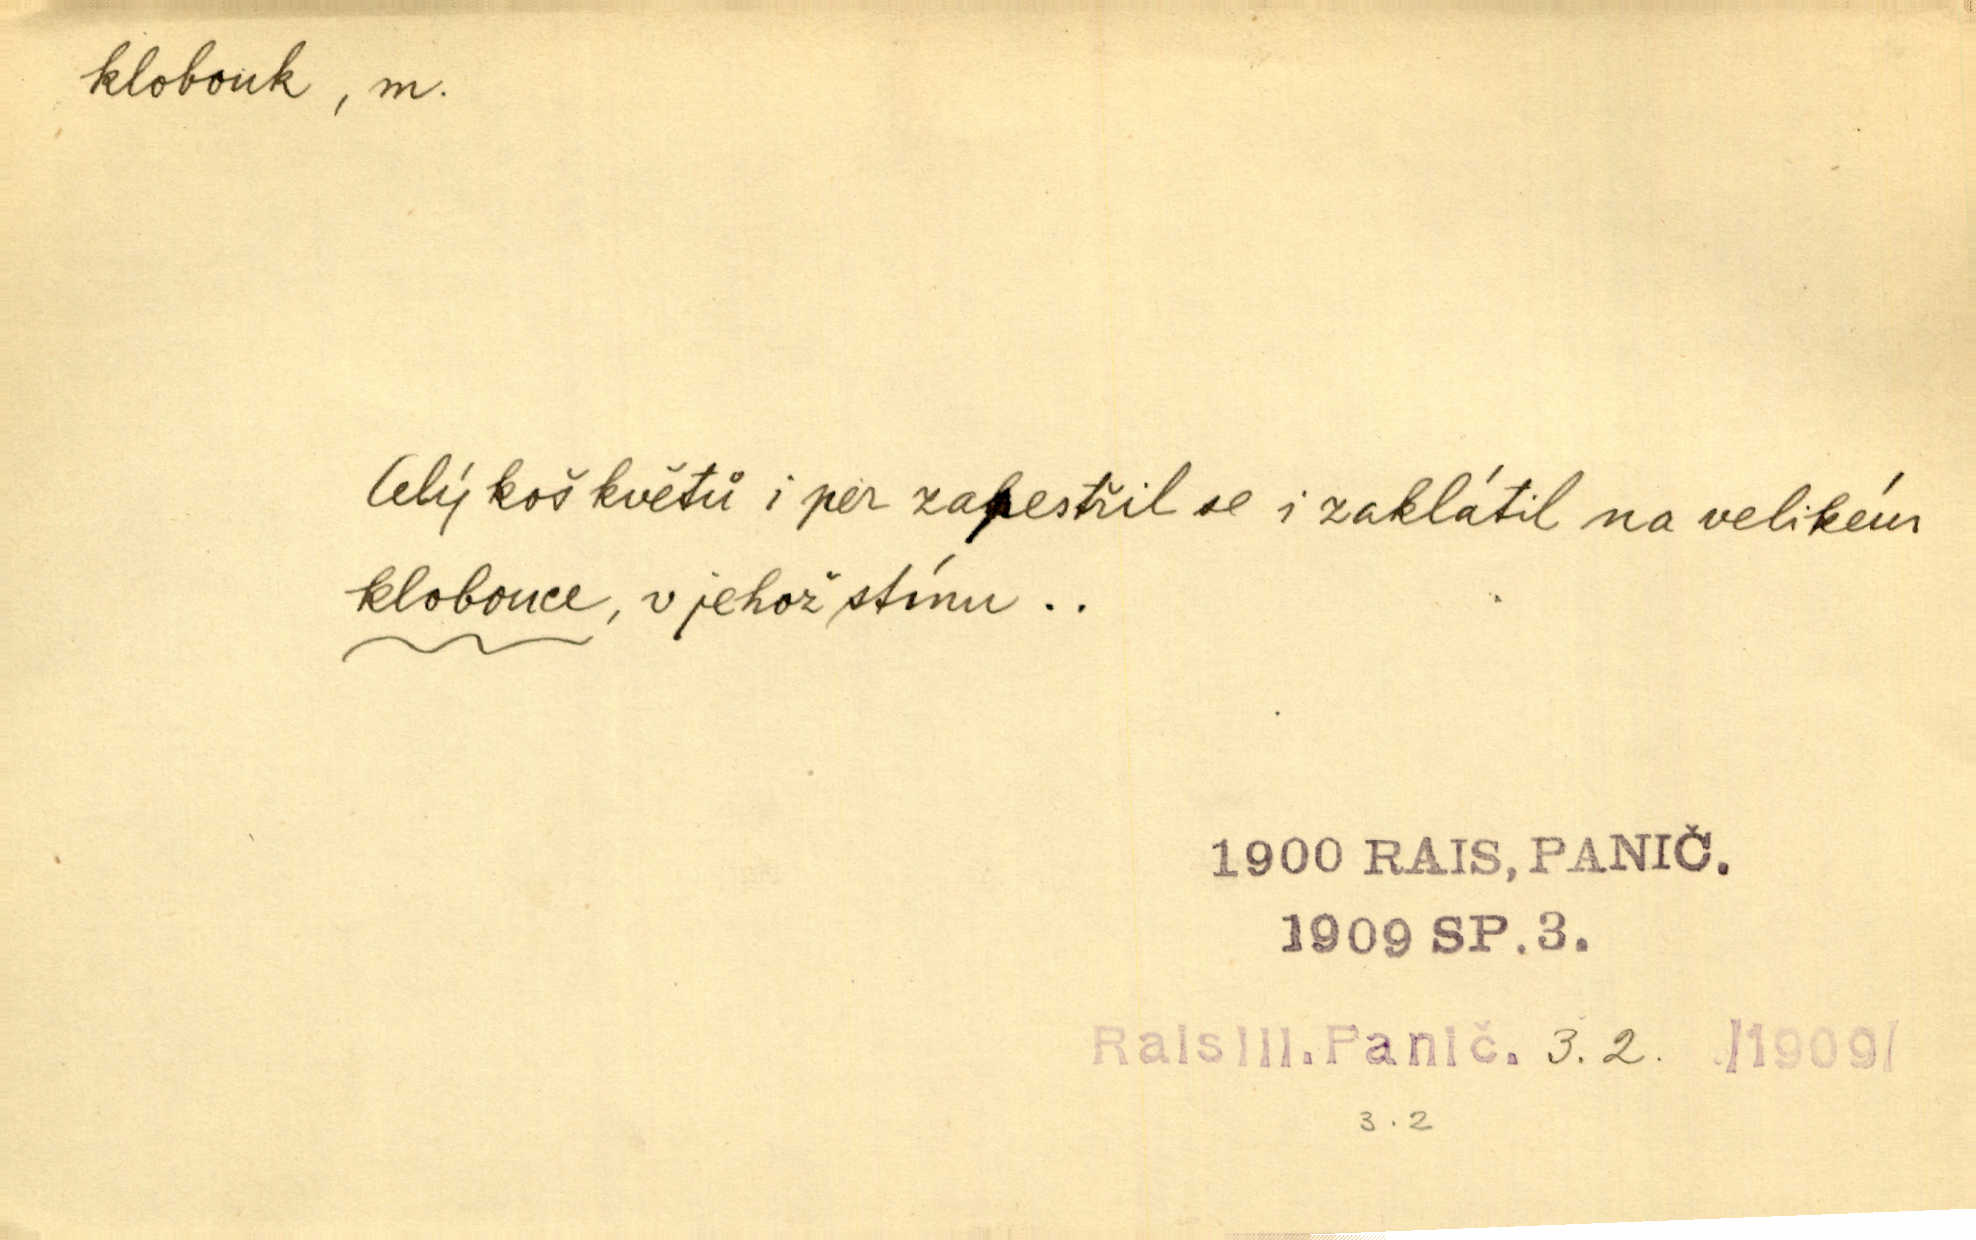 klobouk, m.
Celý koš květů i per zapestřil se i zaklátil na velikém
klobouce, v jehož stínu ..
1900 RAIS, PANIČ.
1909 SP.3.
Rais III. Panič. 3. 2. /1909/
3.2